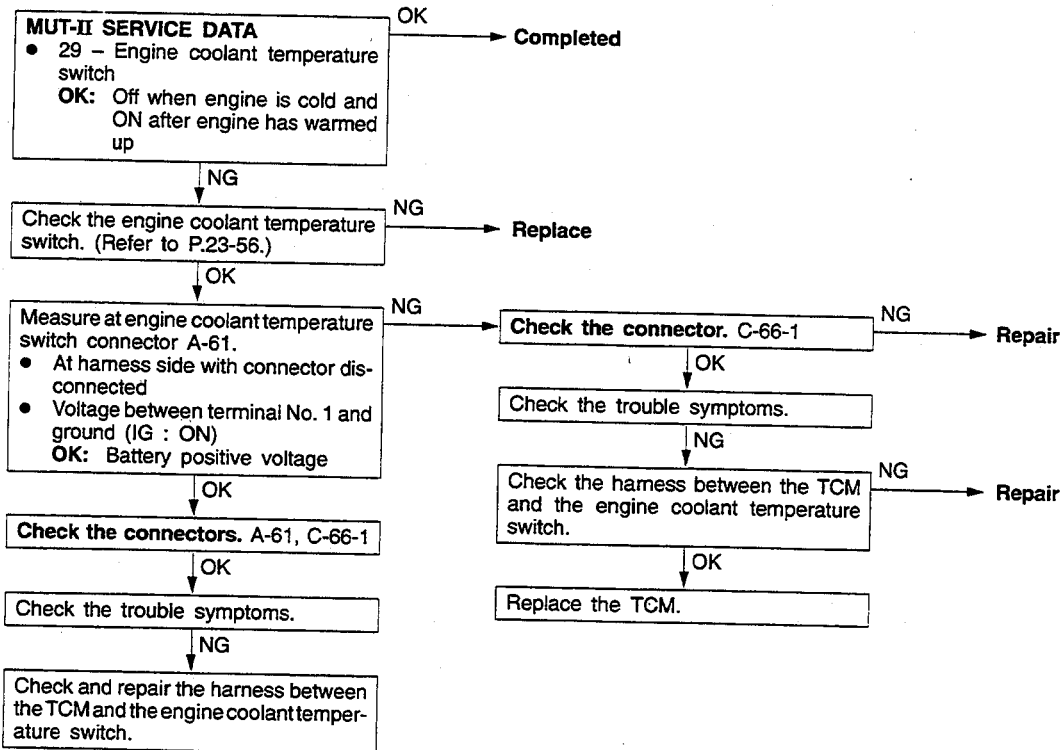 MUT-II SERVICE DATA
● 29 – Engine coolant temperature
switch
OK: Off when engine is cold and
ON after engine has warmed
up
OK
Completed
NG
Check the engine coolant temperature
switch. (Refer to P.23-56.)
NG
Replace
OK
Measure at engine coolant temperature
switch connector A-61.
● At harness side with connector dis-
connected
● Voltage between terminal No. 1 and
ground (IG : ON)
OK: Battery positive voltage
NG
Check the connector. C-66-1
NG
Repair
OK
Check the trouble symptoms.
NG
Check the harness between the TCM
and the engine coolant temperature
switch.
NG
Repair
OK
Replace the TCM.
OK
Check the connectors. A-61, C-66-1
OK
Check the trouble symptoms.
NG
Check and repair the harness between
the TCM and the engine coolant temper-
ature switch.